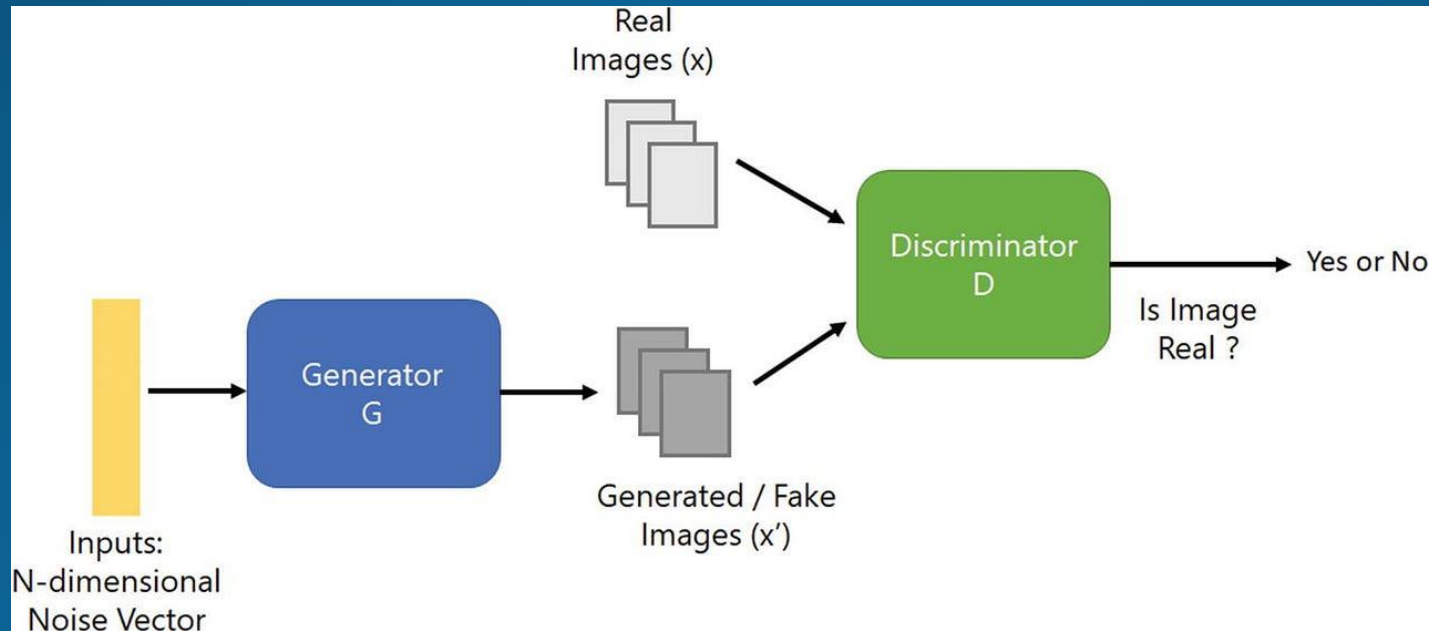 Real
Images (x)
Discriminator
D
Yes or No
Is Image
Real ?
Generator
G
Generated / Fake
Images (x’)
Inputs:
N-dimensional
Noise Vector